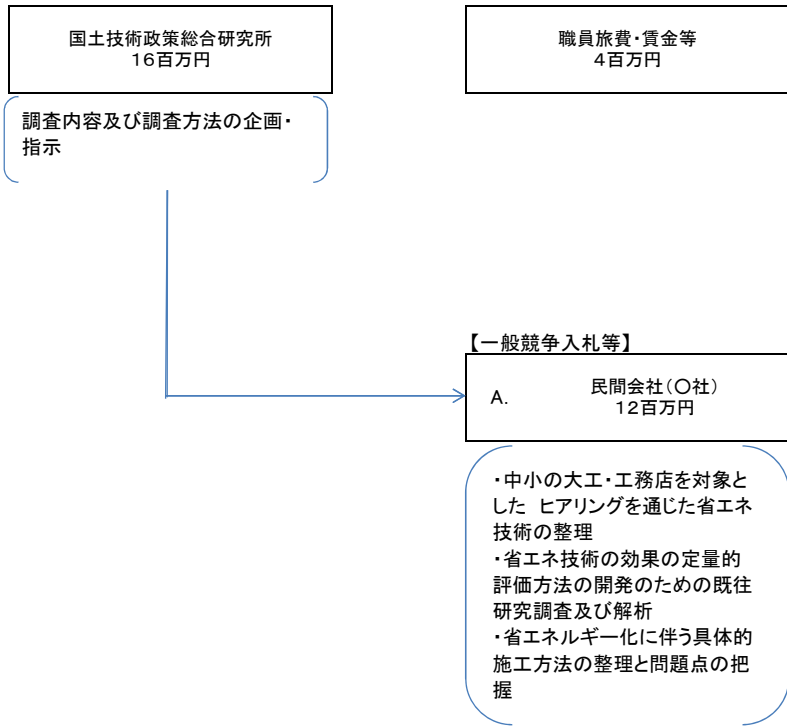 国土技術政策総合研究所
16百万円
職員旅費・賃金等
4百万円
調査内容及び調査方法の企画・
指示
【一般競争入札等】
A.　民間会社(〇社)
12百万円
・中小の大工・工務店を対象と
した ヒアリングを通じた省エネ
技術の整理
・省エネ技術の効果の定量的
評価方法の開発のための既往
研究調査及び解析
・省エネルギー化に伴う具体的
施工方法の整理と問題点の把
握